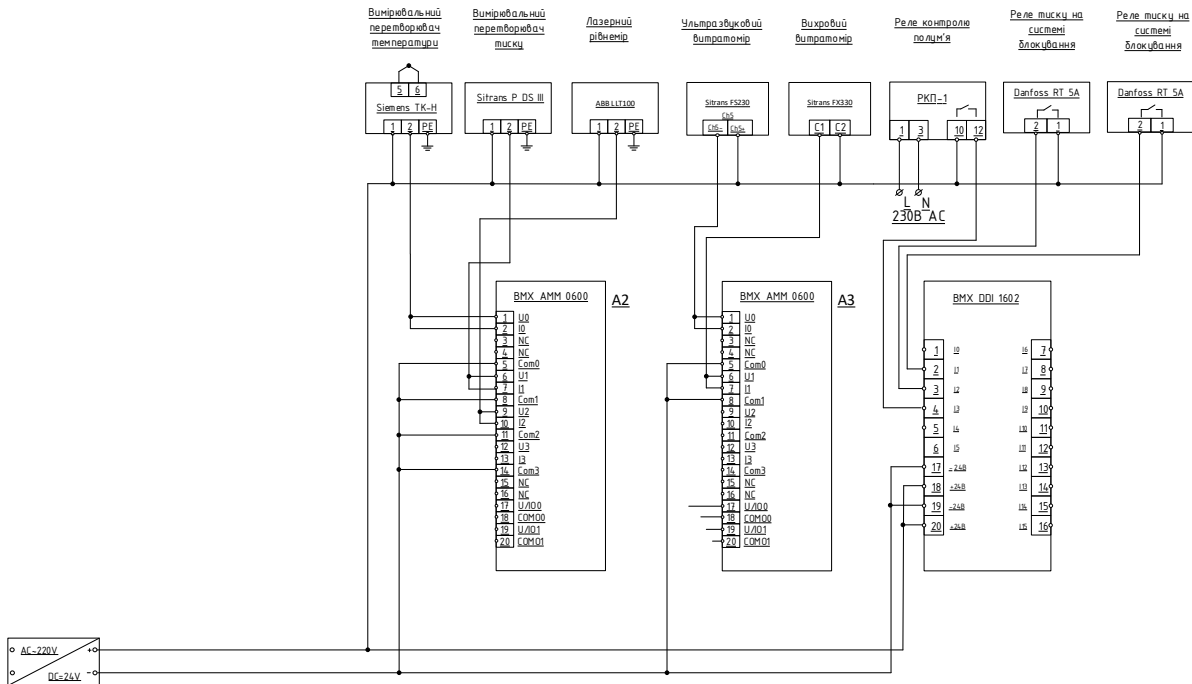 Вимірювальний
перетворювач
температури
Вимірювальний
перетворювач
тиску
Лазерний
рівнемір
Ультразвуковий
витратомір
Вихровий
витратомір
Реле контролю
полум'я
Реле тиску на
системі
блокування
Реле тиску на
системі
блокування
5 6
Siemens TK-H
1 2 PE
Sitrans P DS III
1 2 PE
ABB LLT100
1 2 PE
Sitrans FS230
Ch5
Ch5- Ch5+
Sitrans FX330
C1 C2
РКП-1
1 3 10 12
Danfoss RT 5A
2 1
Danfoss RT 5A
2 1
L N
230В AC
BMX AMM 0600
A2
1 U0
2 I0
3 NC
4 NC
5 Com0
6 U1
7 I1
8 Com1
9 U2
10 I2
11 Com2
12 U3
13 I3
14 Com3
15 NC
16 NC
17 U/IO0
18 COMO0
19 U/IO1
20 COMO1
BMX AMM 0600
A3
1 U0
2 I0
3 NC
4 NC
5 Com0
6 U1
7 I1
8 Com1
9 U2
10 I2
11 Com2
12 U3
13 I3
14 Com3
15 NC
16 NC
17 U/IO0
18 COMO0
19 U/IO1
20 COMO1
BMX DDI 1602
1 I0 I6 7
2 I1 I7 8
3 I2 I8 9
4 I3 I9 10
5 I4 I10 11
6 I5 I11 12
17 -24В I12 13
18 +24В I13 14
19 -24В I14 15
20 +24В I15 16
AC~220V +
DC=24V -